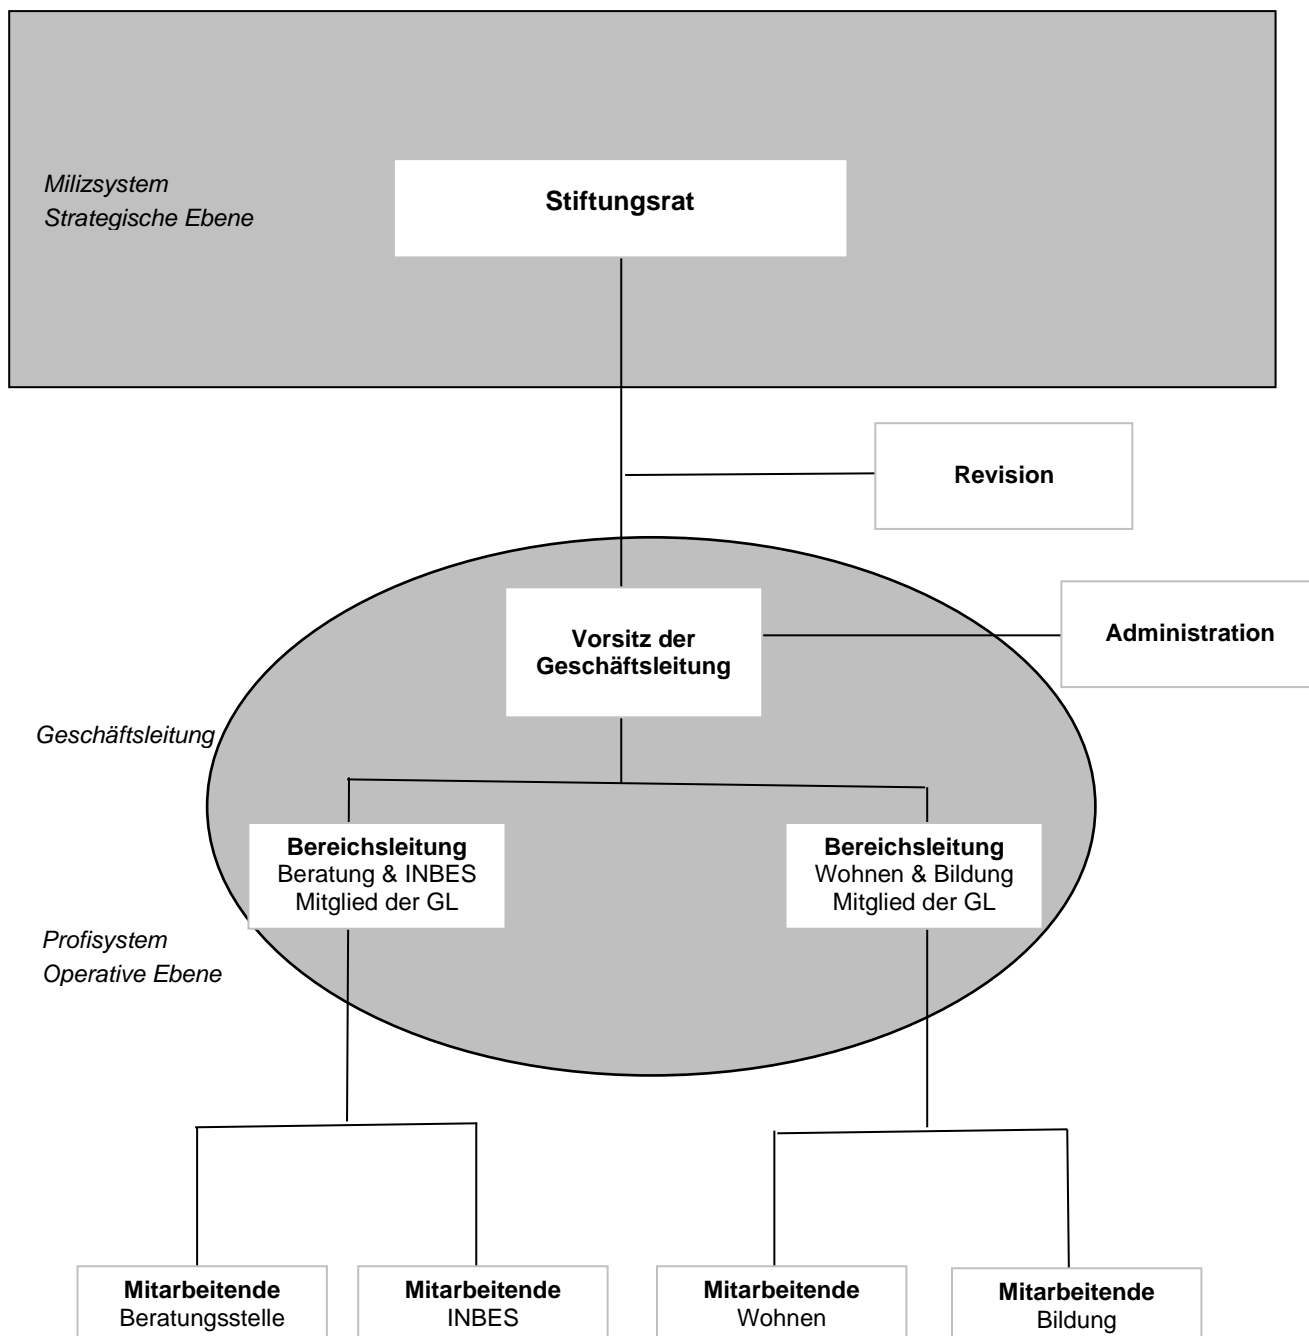 Milizsystem
Strategische Ebene
Stiftungsrat
Revision
Vorsitz der
Geschäftsleitung
Administration
Geschäftsleitung
Bereichsleitung
Beratung & INBES
Mitglied der GL
Bereichsleitung
Wohnen & Bildung
Mitglied der GL
Profisystem
Operative Ebene
Mitarbeitende
Beratungsstelle
Mitarbeitende
INBES
Mitarbeitende
Wohnen
Mitarbeitende
Bildung